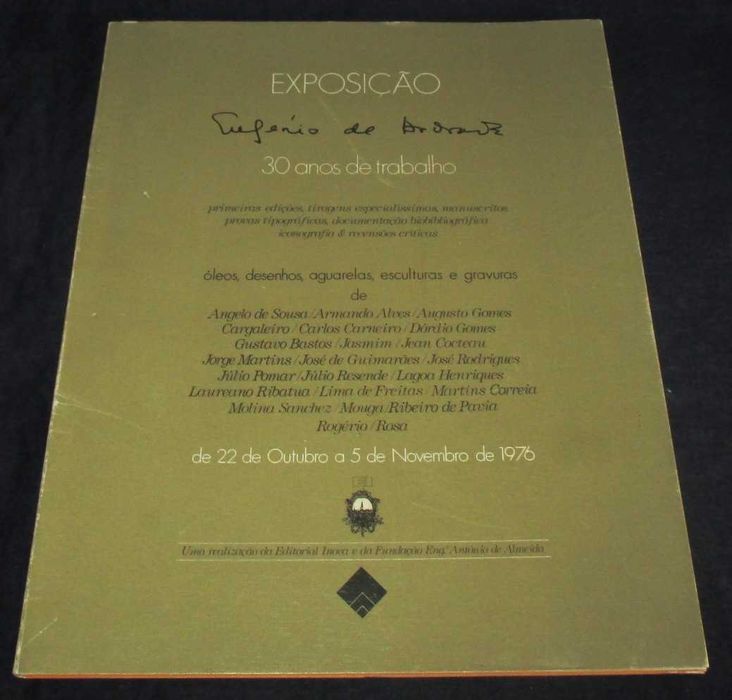 EXPOSIÇÃO
Eugénio de Andrade
30 anos de trabalho
primeiras edições, tiragens especialíssimas, manuscritos
provas tipográficas, documentação biobibliográfica
iconografia & recensões críticas
óleos, desenhos, aguarelas, esculturas e gravuras
de
Angelo de Sousa / Armando Alves / Augusto Gomes
Cargaleiro / Carlos Carneiro / Dórdio Gomes
Gustavo Bastos / Jasmim / Jean Cocteau
Jorge Martins / José de Guimarães / José Rodrigues
Júlio Pomar / Júlio Resende / Lagoa Henriques
Laureano Ribatua / Lima de Freitas / Martins Correia
Molina Sanchez / Mouga / Ribeiro de Pavia
Rogério / Rosa
de 22 de Outubro a 5 de Novembro de 1976
Uma realização da Editorial Inova e da Fundação Eng.º António de Almeida